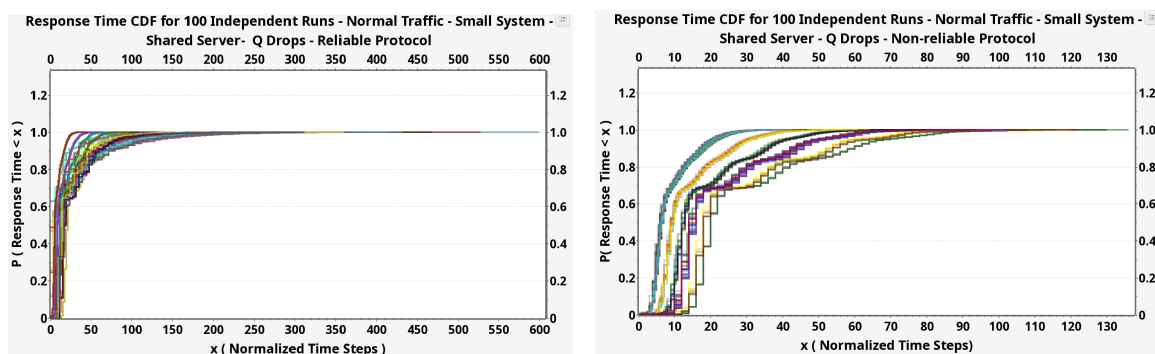 Response Time CDF for 100 Independent Runs - Normal Traffic - Small System -
Shared Server-  Q Drops - Reliable Protocol
0 50 100 150 200 250 300 350 400 450 500 550 600
1.2 1.2
1.0 1.0
0.8 0.8
0.6 0.6
0.4 0.4
0.2 0.2
0 0
P ( Response Time < x )
0 50 100 150 200 250 300 350 400 450 500 550 600
x ( Normalized Time Steps )
Response Time CDF for 100 Independent Runs - Normal Traffic - Small System -
Shared Server - Q Drops - Non-reliable Protocol
0 10 20 30 40 50 60 70 80 90 100 110 120 130
1.2 1.2
1.0 1.0
0.8 0.8
0.6 0.6
0.4 0.4
0.2 0.2
0 0
P( Response Time < x )
0 10 20 30 40 50 60 70 80 90 100 110 120 130
x ( Normalized Time Steps)